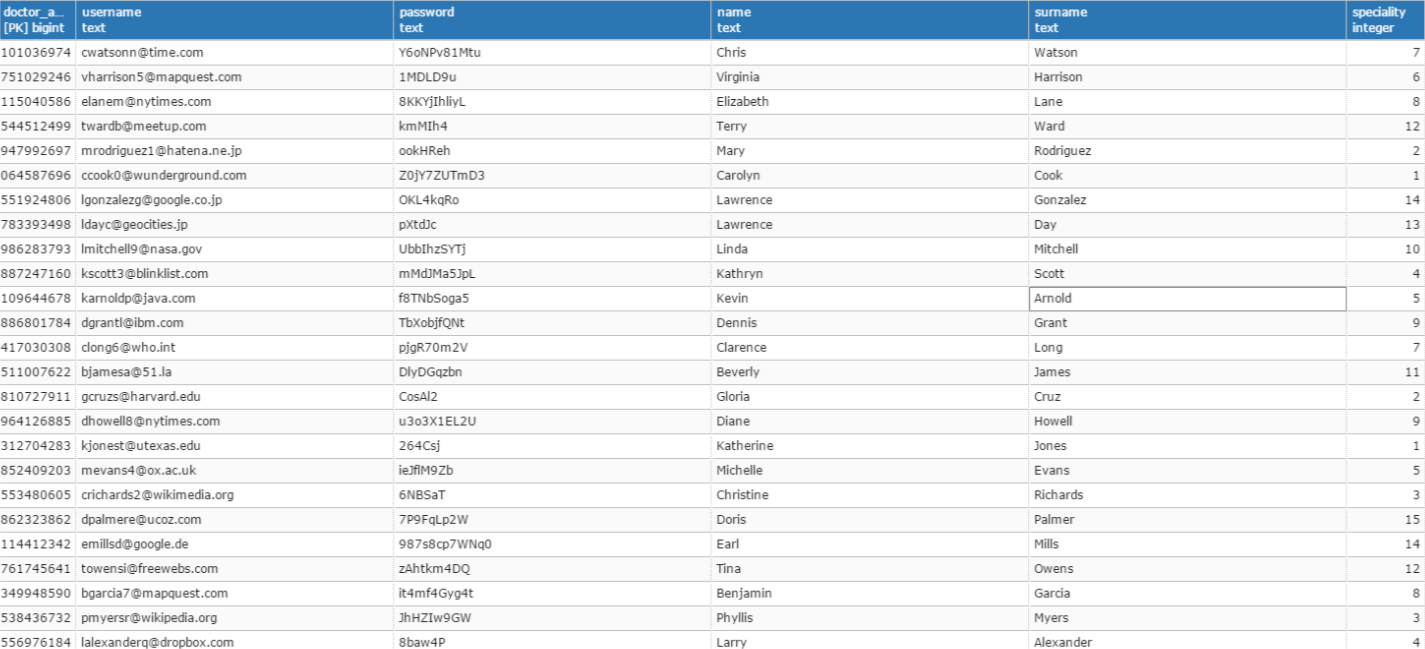 doctor_a... username password name surname speciality
[PK] bigint text text text text integer
101036974 cwatsonn@time.com Y6oNPv81Mtu Chris Watson 7
751029246 vharrison5@mapquest.com 1MDLD9u Virginia Harrison 6
115040586 elanem@nytimes.com 8KKYjIhliyL Elizabeth Lane 8
544512499 twardb@meetup.com kmMIh4 Terry Ward 12
947992697 mrodriguez1@hatena.ne.jp ookHReh Mary Rodriguez 2
064587696 ccook0@wunderground.com Z0jY7ZUTmD3 Carolyn Cook 1
551924806 lgonzalezg@google.co.jp OKL4kqRo Lawrence Gonzalez 14
783393498 ldayc@geocities.jp pXtdJc Lawrence Day 13
986283793 lmitchell9@nasa.gov UbbIhzSYTj Linda Mitchell 10
887247160 kscott3@blinklist.com mMdJMa5JpL Kathryn Scott 4
109644678 karnoldp@java.com f8TNbSoga5 Kevin Arnold 5
886801784 dgrantl@ibm.com TbXobjfQNt Dennis Grant 9
417030308 clong6@who.int pjgR70m2V Clarence Long 7
511007622 bjamesa@51.la DlyDGqzbn Beverly James 11
810727911 gcruzs@harvard.edu CosAl2 Gloria Cruz 2
964126885 dhowell8@nytimes.com u3o3X1EL2U Diane Howell 9
312704283 kjonest@utexas.edu 264Csj Katherine Jones 1
852409203 mevans4@ox.ac.uk ieJflM9Zb Michelle Evans 5
553480605 crichards2@wikimedia.org 6NBSaT Christine Richards 3
862323862 dpalmere@ucoz.com 7P9FqLp2W Doris Palmer 15
114412342 emillsd@google.de 987s8cp7WNq0 Earl Mills 14
761745641 towensi@freewebs.com zAhtkm4DQ Tina Owens 12
349948590 bgarcia7@mapquest.com it4mf4Gyg4t Benjamin Garcia 8
538436732 pmyersr@wikipedia.org JhHZIw9GW Phyllis Myers 3
556976184 lalexanderq@dropbox.com 8baw4P Larry Alexander 4